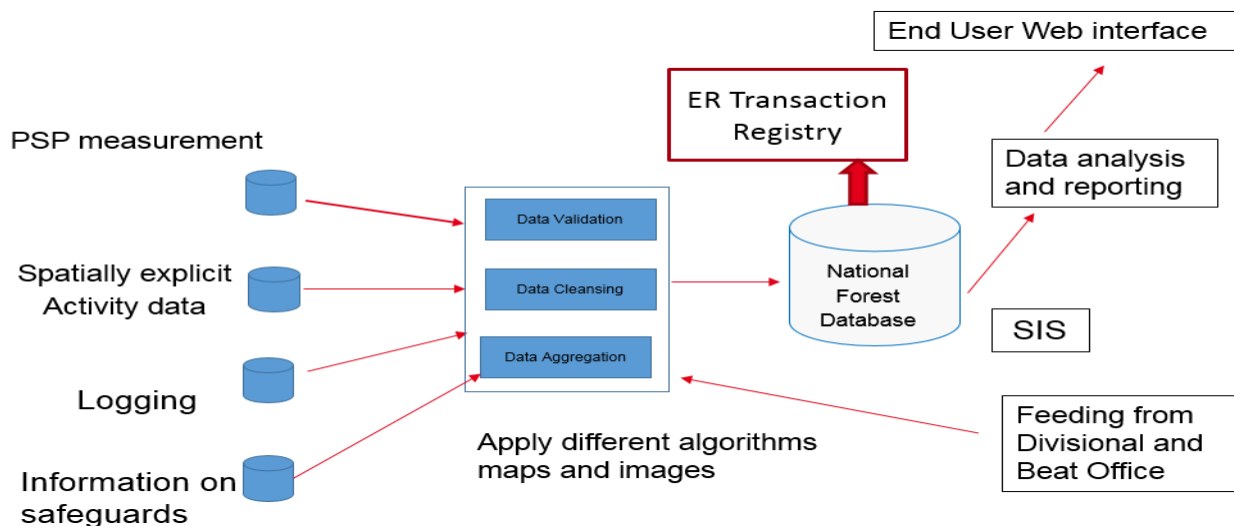 End User Web interface
ER Transaction
Registry
PSP measurement
Data analysis
and reporting
Data Validation
Spatially explicit
Activity data
Data Cleansing
National
Forest
Database
SIS
Data Aggregation
Logging
Feeding from
Divisional and
Beat Office
Apply different algorithms
maps and images
Information on
safeguards